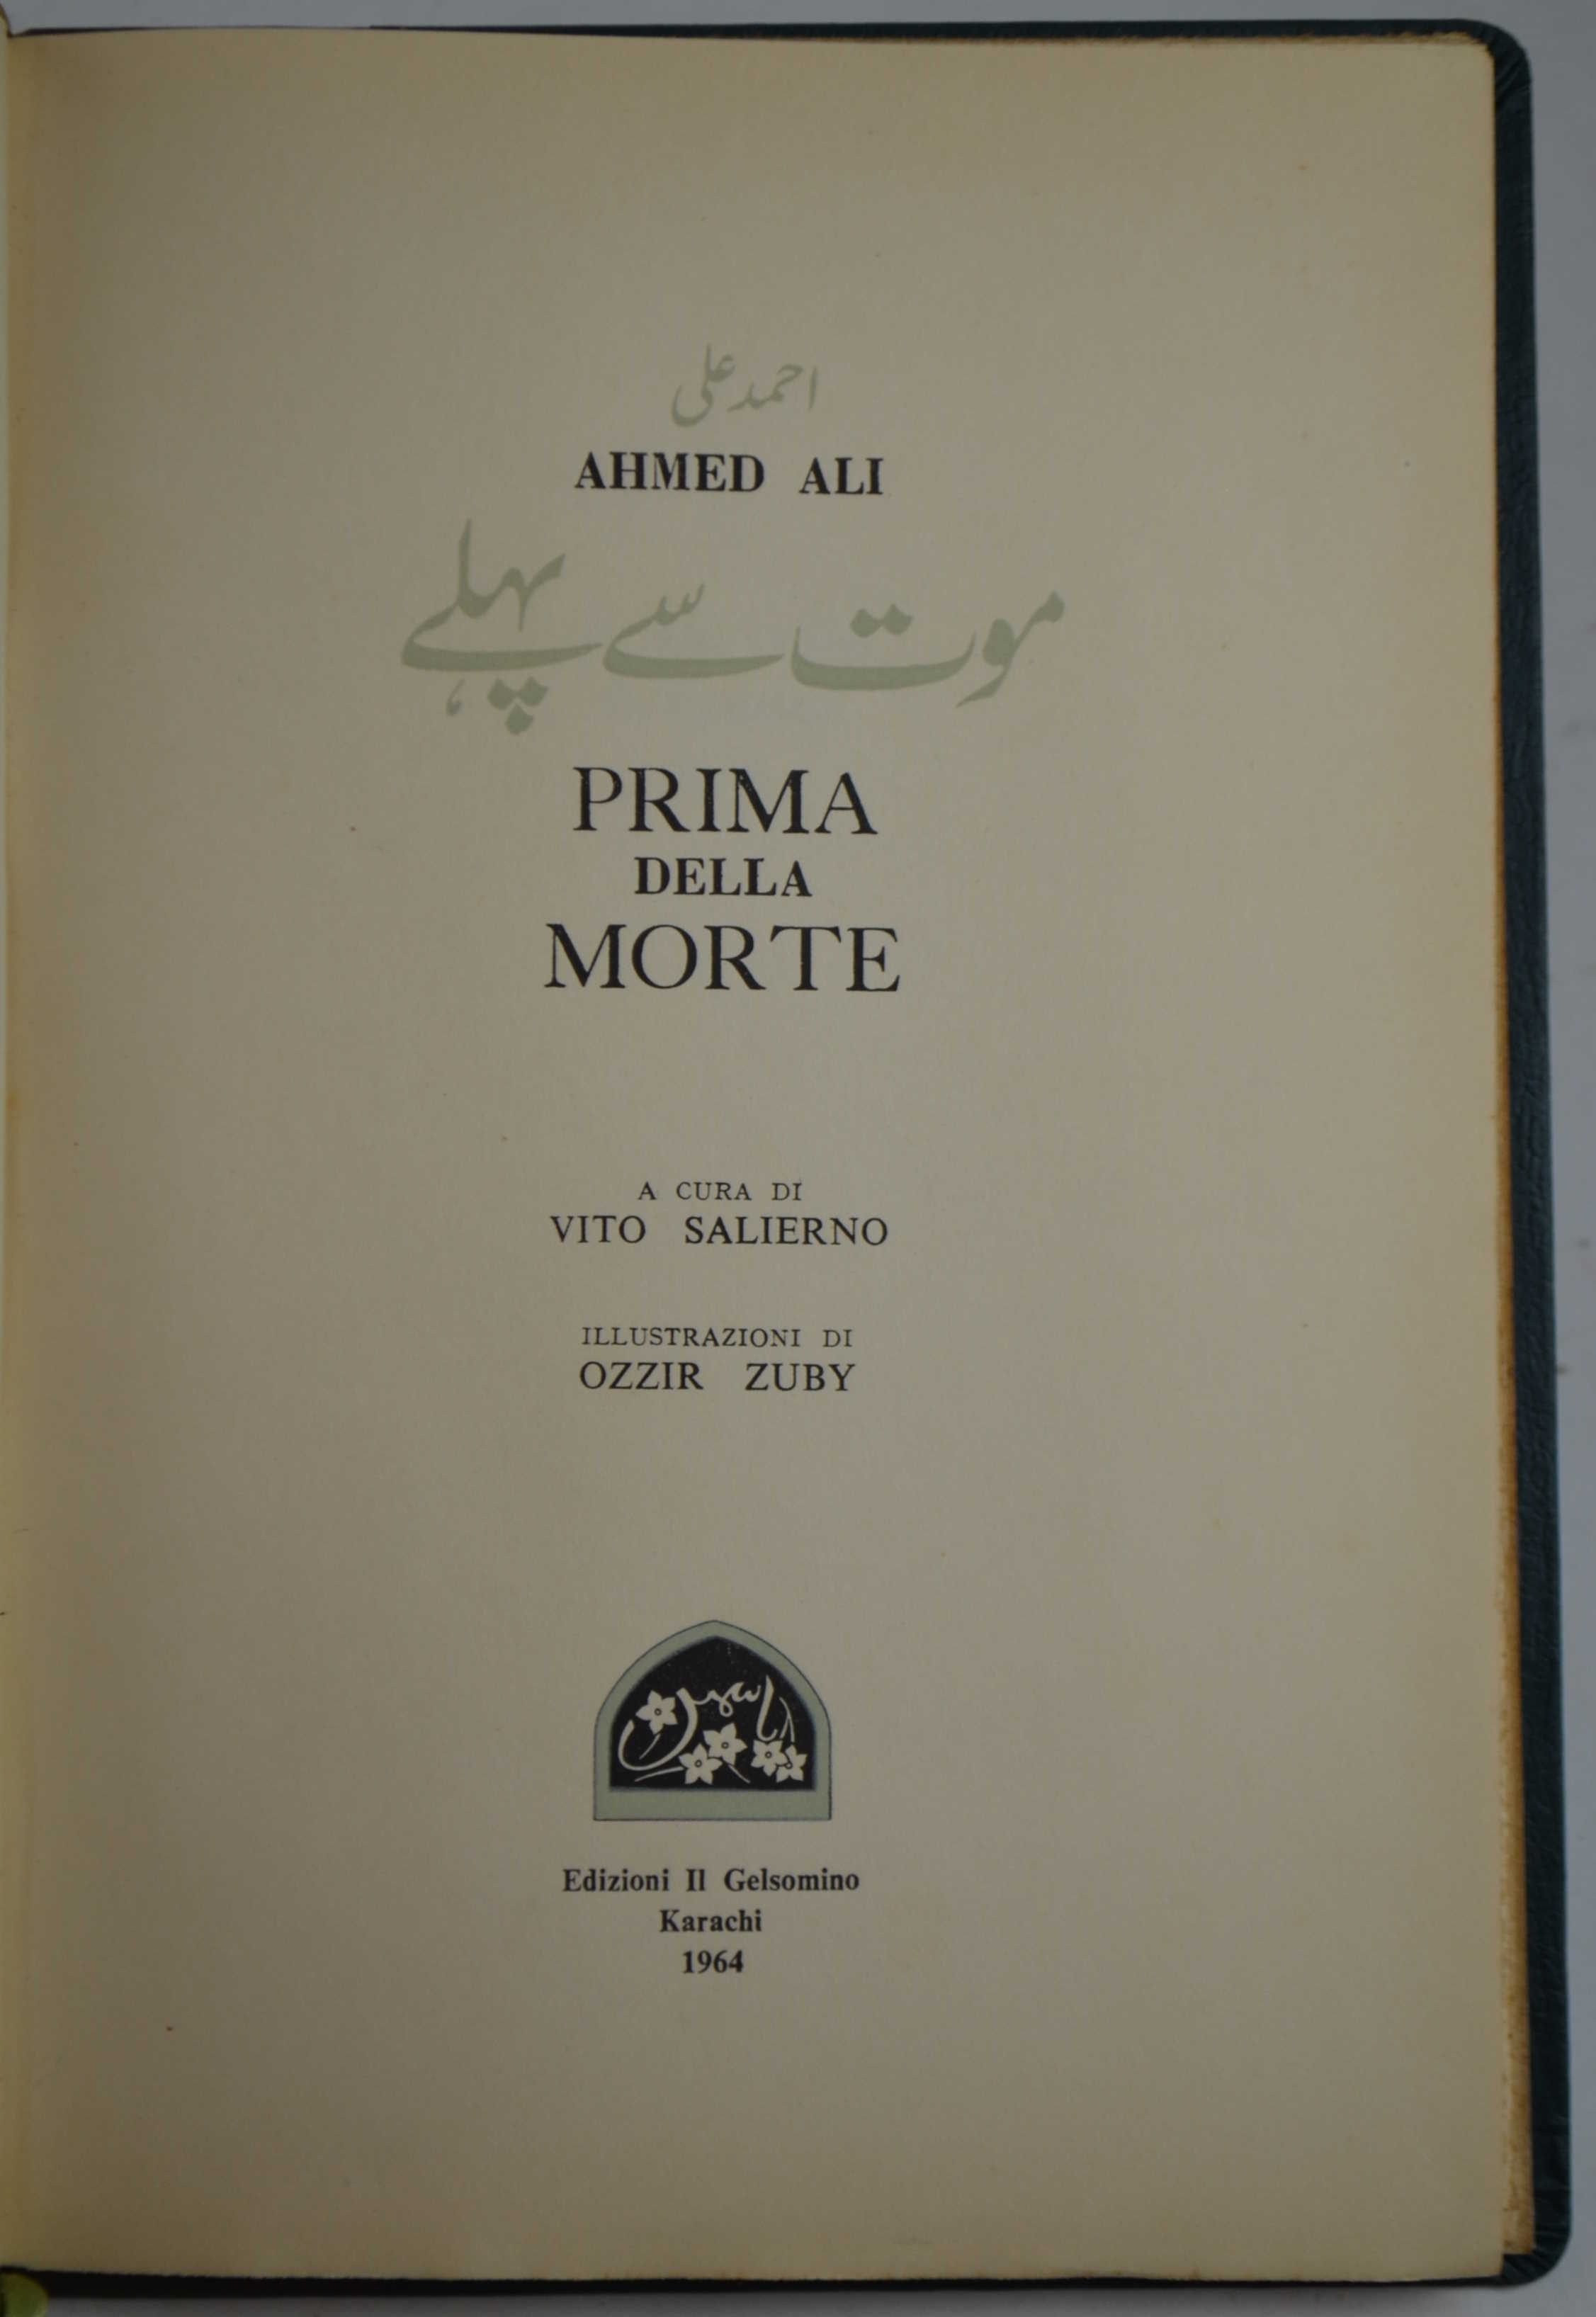 احمد علی
AHMED ALI
موت سے پہلے
PRIMA
DELLA
MORTE
A CURA DI
VITO SALIERNO
ILLUSTRAZIONI DI
OZZIR ZUBY
Edizioni Il Gelsomino
Karachi
1964